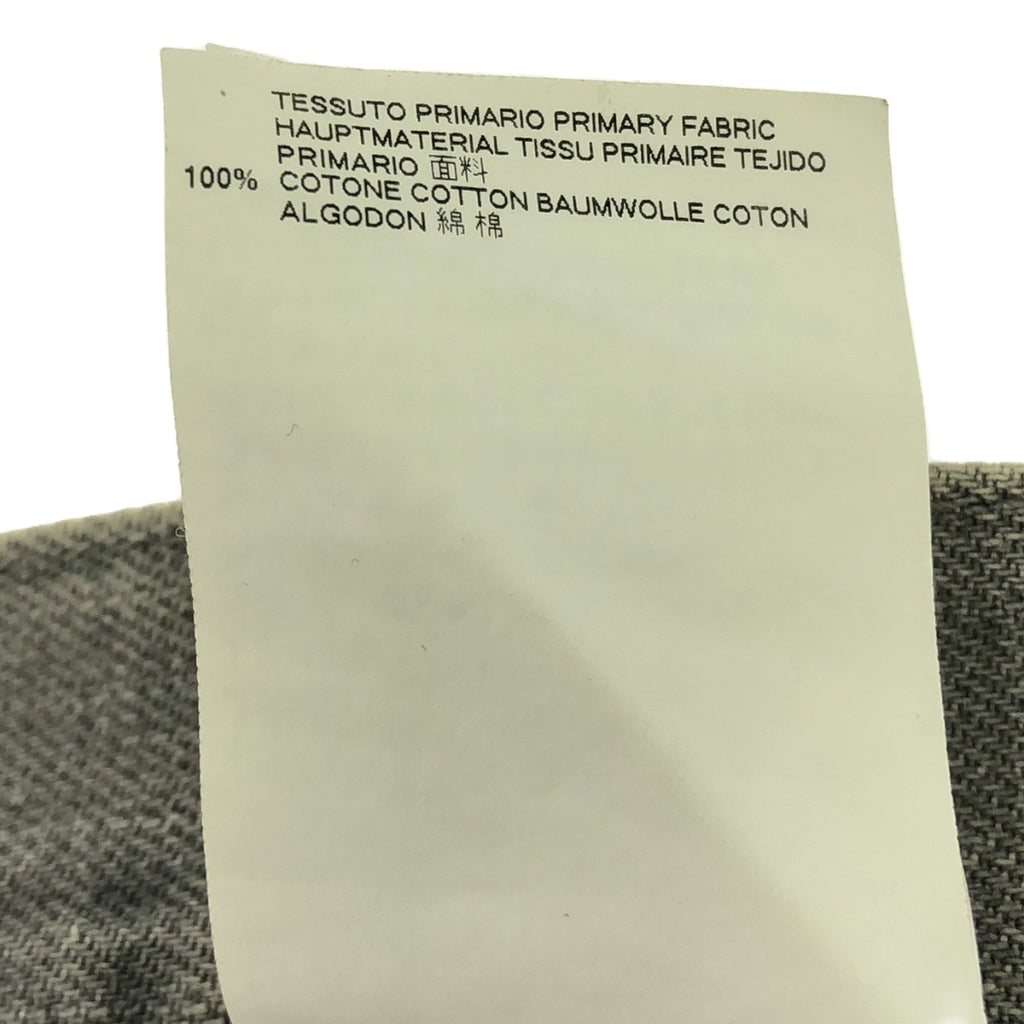 TESSUTO PRIMARIO PRIMARY FABRIC
HAUPTMATERIAL TISSU PRIMAIRE TEJIDO
PRIMARIO 面料
100% COTONE COTTON BAUMWOLLE COTON
ALGODON 綿 棉